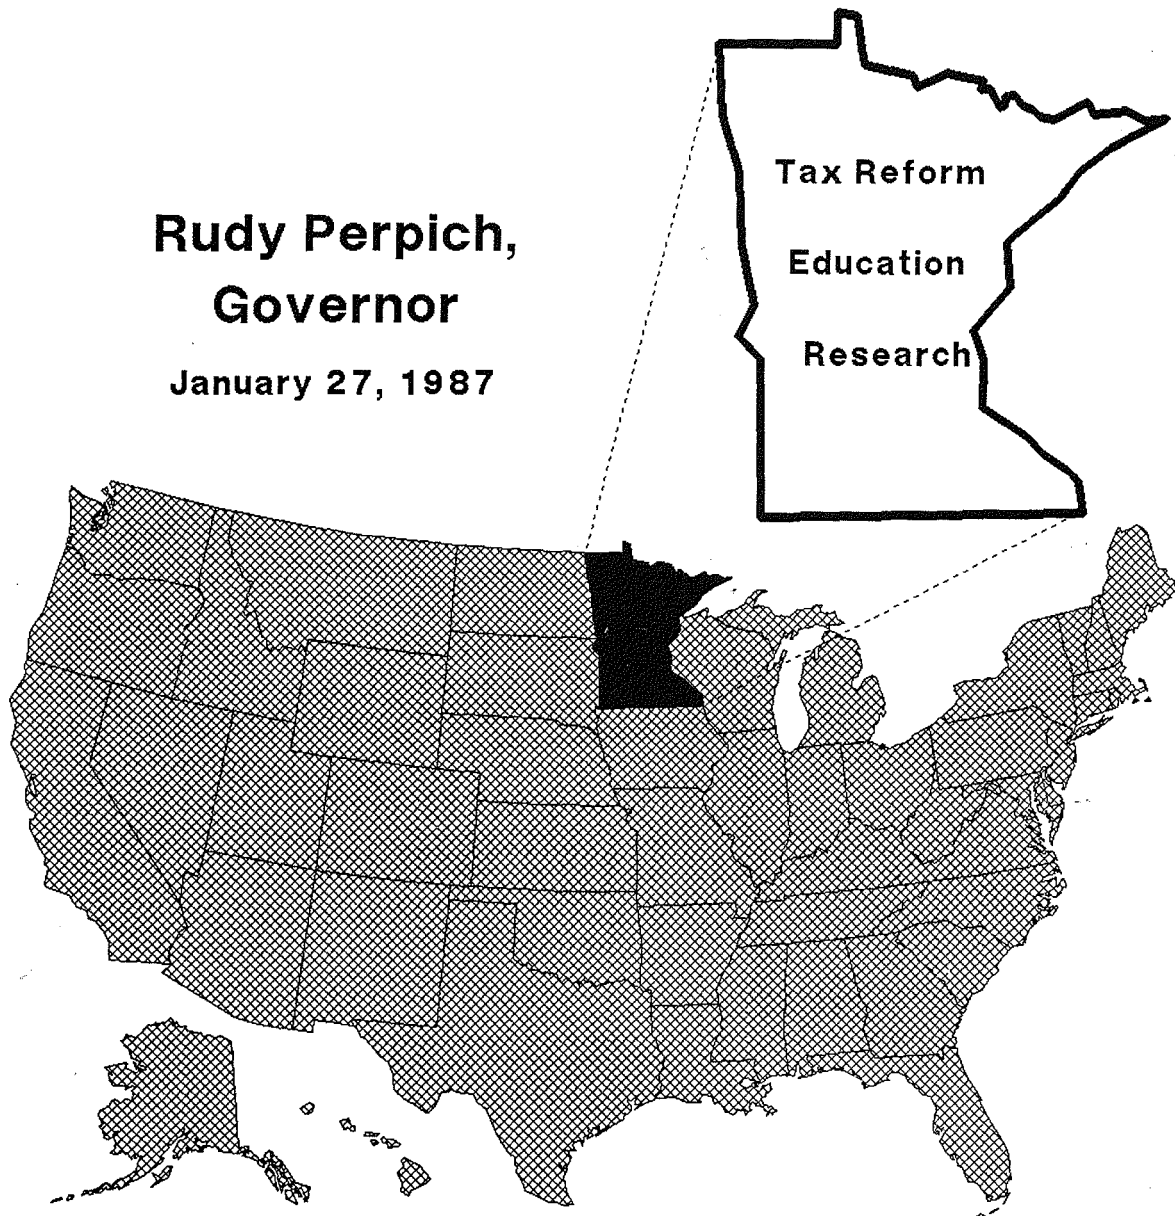 Rudy Perpich,
Governor
January 27, 1987
Tax Reform
Education
Research